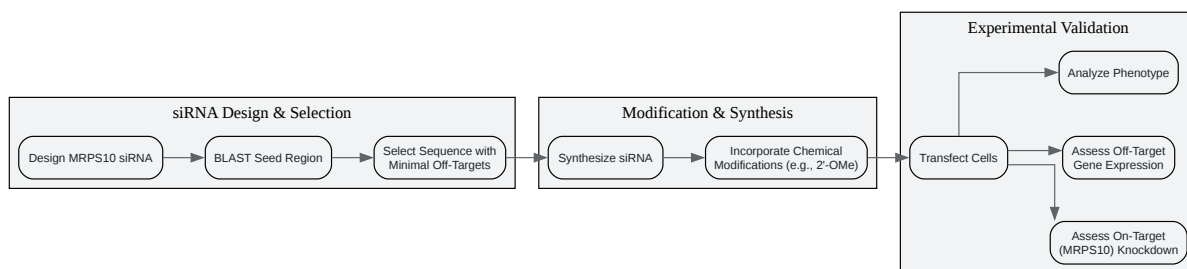 siRNA Design & Selection
Design MRPS10 siRNA
BLAST Seed Region
Select Sequence with
Minimal Off-Targets
Modification & Synthesis
Synthesize siRNA
Incorporate Chemical
Modifications (e.g., 2'-OMe)
Experimental Validation
Transfect Cells
Analyze Phenotype
Assess Off-Target
Gene Expression
Assess On-Target
(MRPS10) Knockdown